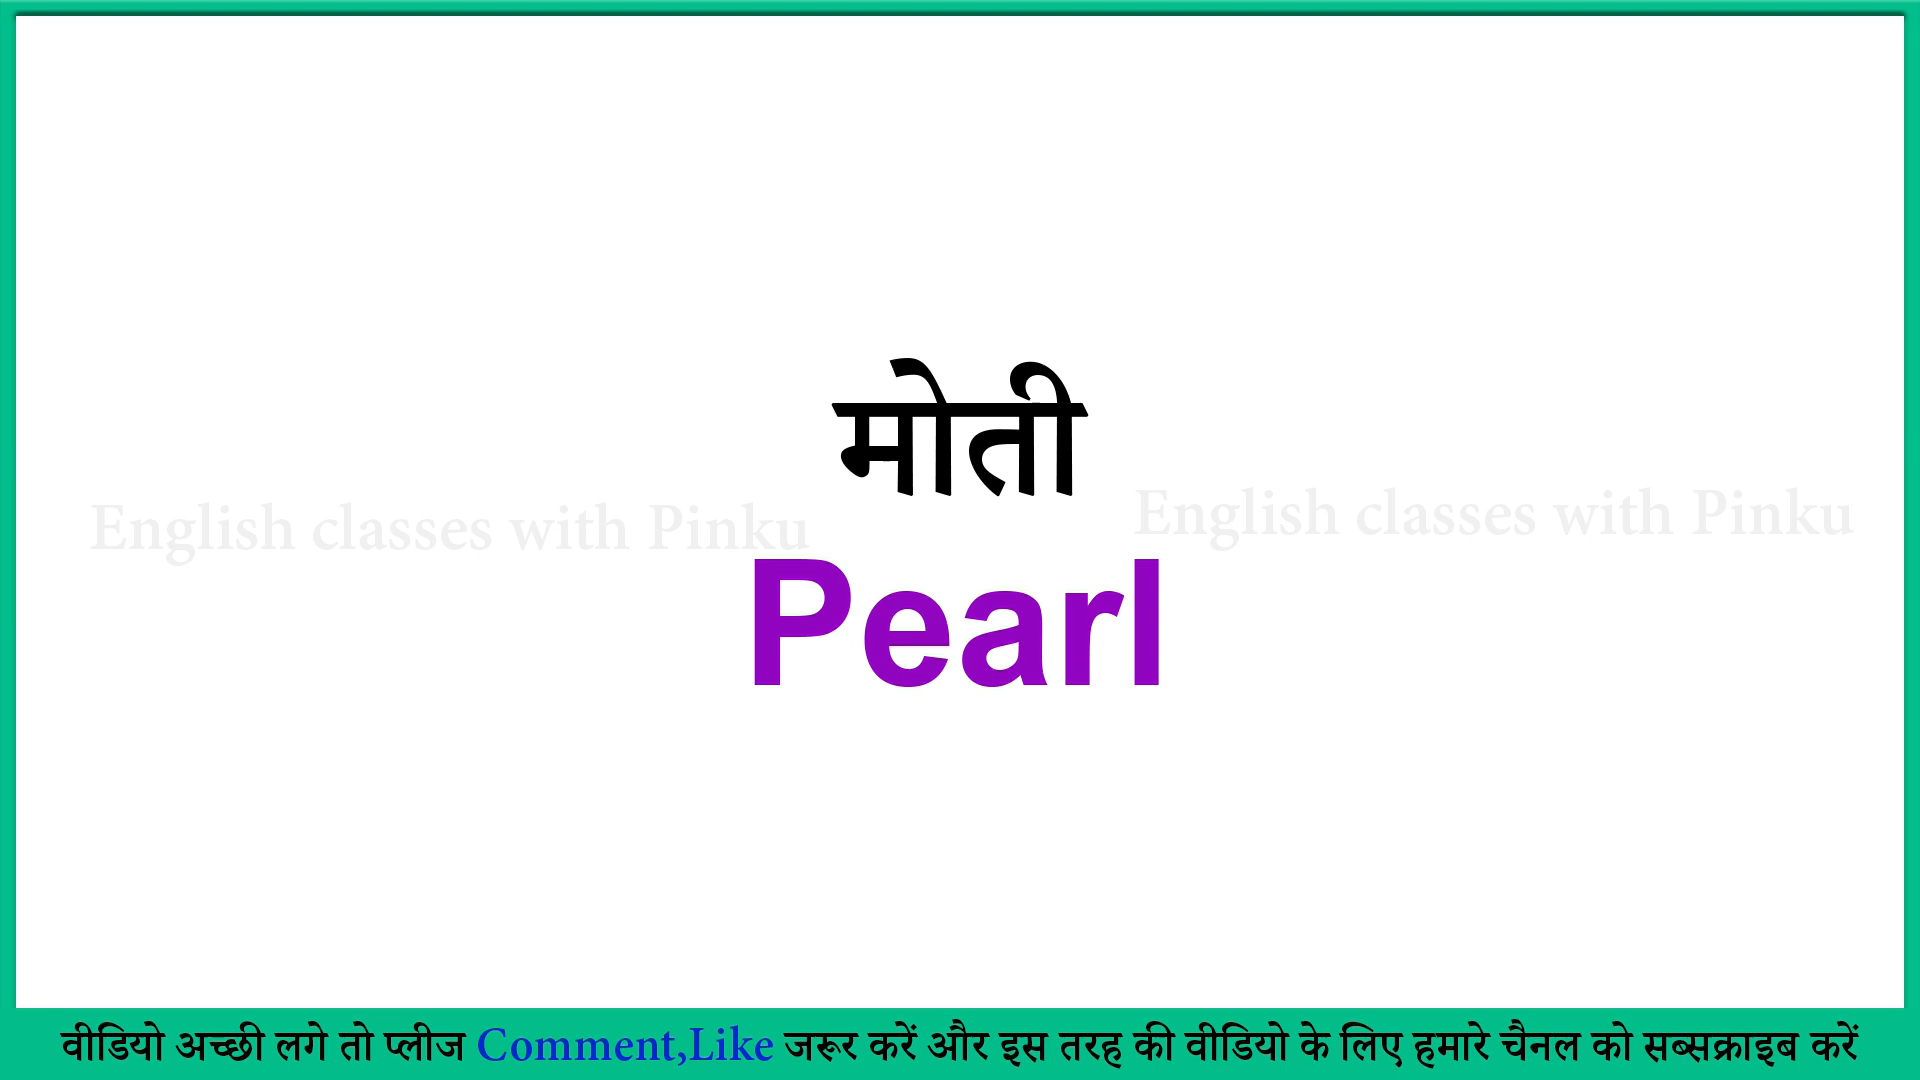 मोती
English classes with Pinku English classes with Pinku
Pearl
वीडियो अच्छी लगे तो प्लीज Comment,Like जरूर करें और इस तरह की वीडियो के लिए हमारे चैनल को सब्सक्राइब करें